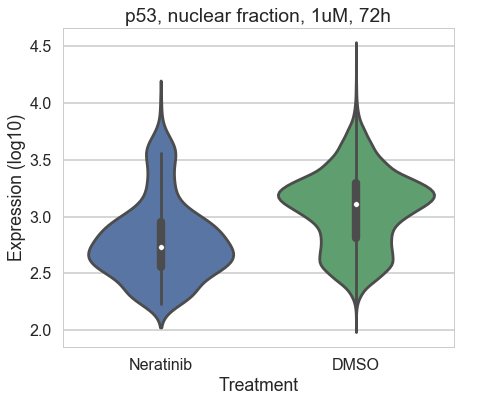 p53, nuclear fraction, 1uM, 72h
Expression (log10)
4.5
4.0
3.5
3.0
2.5
2.0
Neratinib
DMSO
Treatment